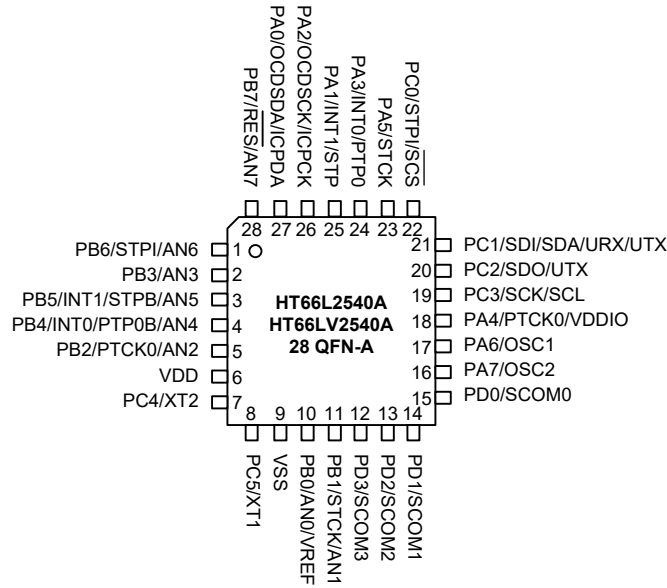 PB7/RES/AN7
PA0/OCDSDA/ICPDA
PA2/OCDSCK/ICPCK
PA1/INT1/STP
PA3/INT0/PTP0
PA5/STCK
PC0/STPI/SCS
28 27 26 25 24 23 22
PB6/STPI/AN6 1
PB3/AN3 2
PB5/INT1/STPB/AN5 3
PB4/INT0/PTP0B/AN4 4
PB2/PTCK0/AN2 5
VDD 6
PC4/XT2 7
HT66L2540A
HT66LV2540A
28 QFN-A
21 PC1/SDI/SDA/URX/UTX
20 PC2/SDO/UTX
19 PC3/SCK/SCL
18 PA4/PTCK0/VDDIO
17 PA6/OSC1
16 PA7/OSC2
15 PD0/SCOM0
8 9 10 11 12 13 14
PC5/XT1
VSS
PB0/AN0/VREF
PB1/STCK/AN1
PD3/SCOM3
PD2/SCOM2
PD1/SCOM1